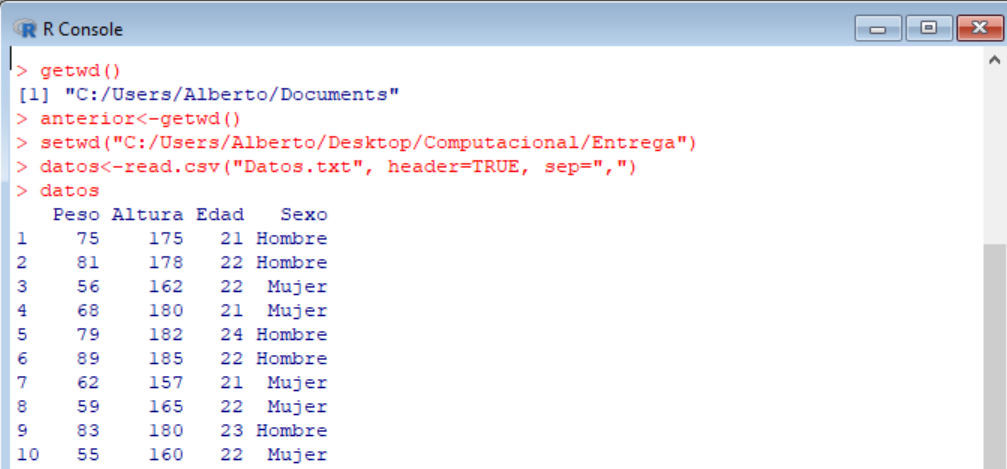 R Console
> getwd()
[1] "C:/Users/Alberto/Documents"
> anterior<-getwd()
> setwd("C:/Users/Alberto/Desktop/Computacional/Entrega")
> datos<-read.csv("Datos.txt", header=TRUE, sep=",")
> datos
   Peso Altura Edad   Sexo
1    75    175   21 Hombre
2    81    178   22 Hombre
3    56    162   22  Mujer
4    68    180   21  Mujer
5    79    182   24 Hombre
6    89    185   22 Hombre
7    62    157   21  Mujer
8    59    165   22  Mujer
9    83    180   23 Hombre
10   55    160   22  Mujer